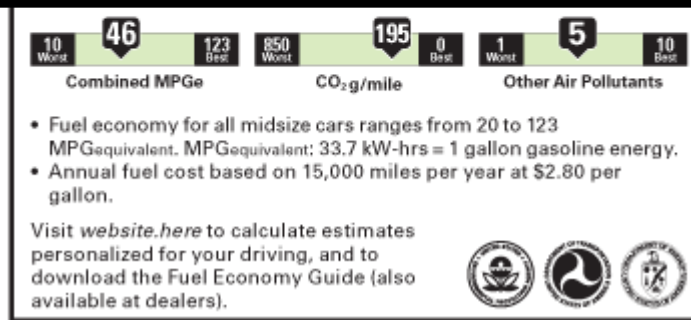 46
10 Worst
123 Best
Combined MPGe
195
850 Worst
0 Best
CO₂ g/mile
5
1 Worst
10 Best
Other Air Pollutants
• Fuel economy for all midsize cars ranges from 20 to 123
MPGequivalent. MPGequivalent: 33.7 kW-hrs = 1 gallon gasoline energy.
• Annual fuel cost based on 15,000 miles per year at $2.80 per
gallon.
Visit website.here to calculate estimates
personalized for your driving, and to
download the Fuel Economy Guide (also
available at dealers).